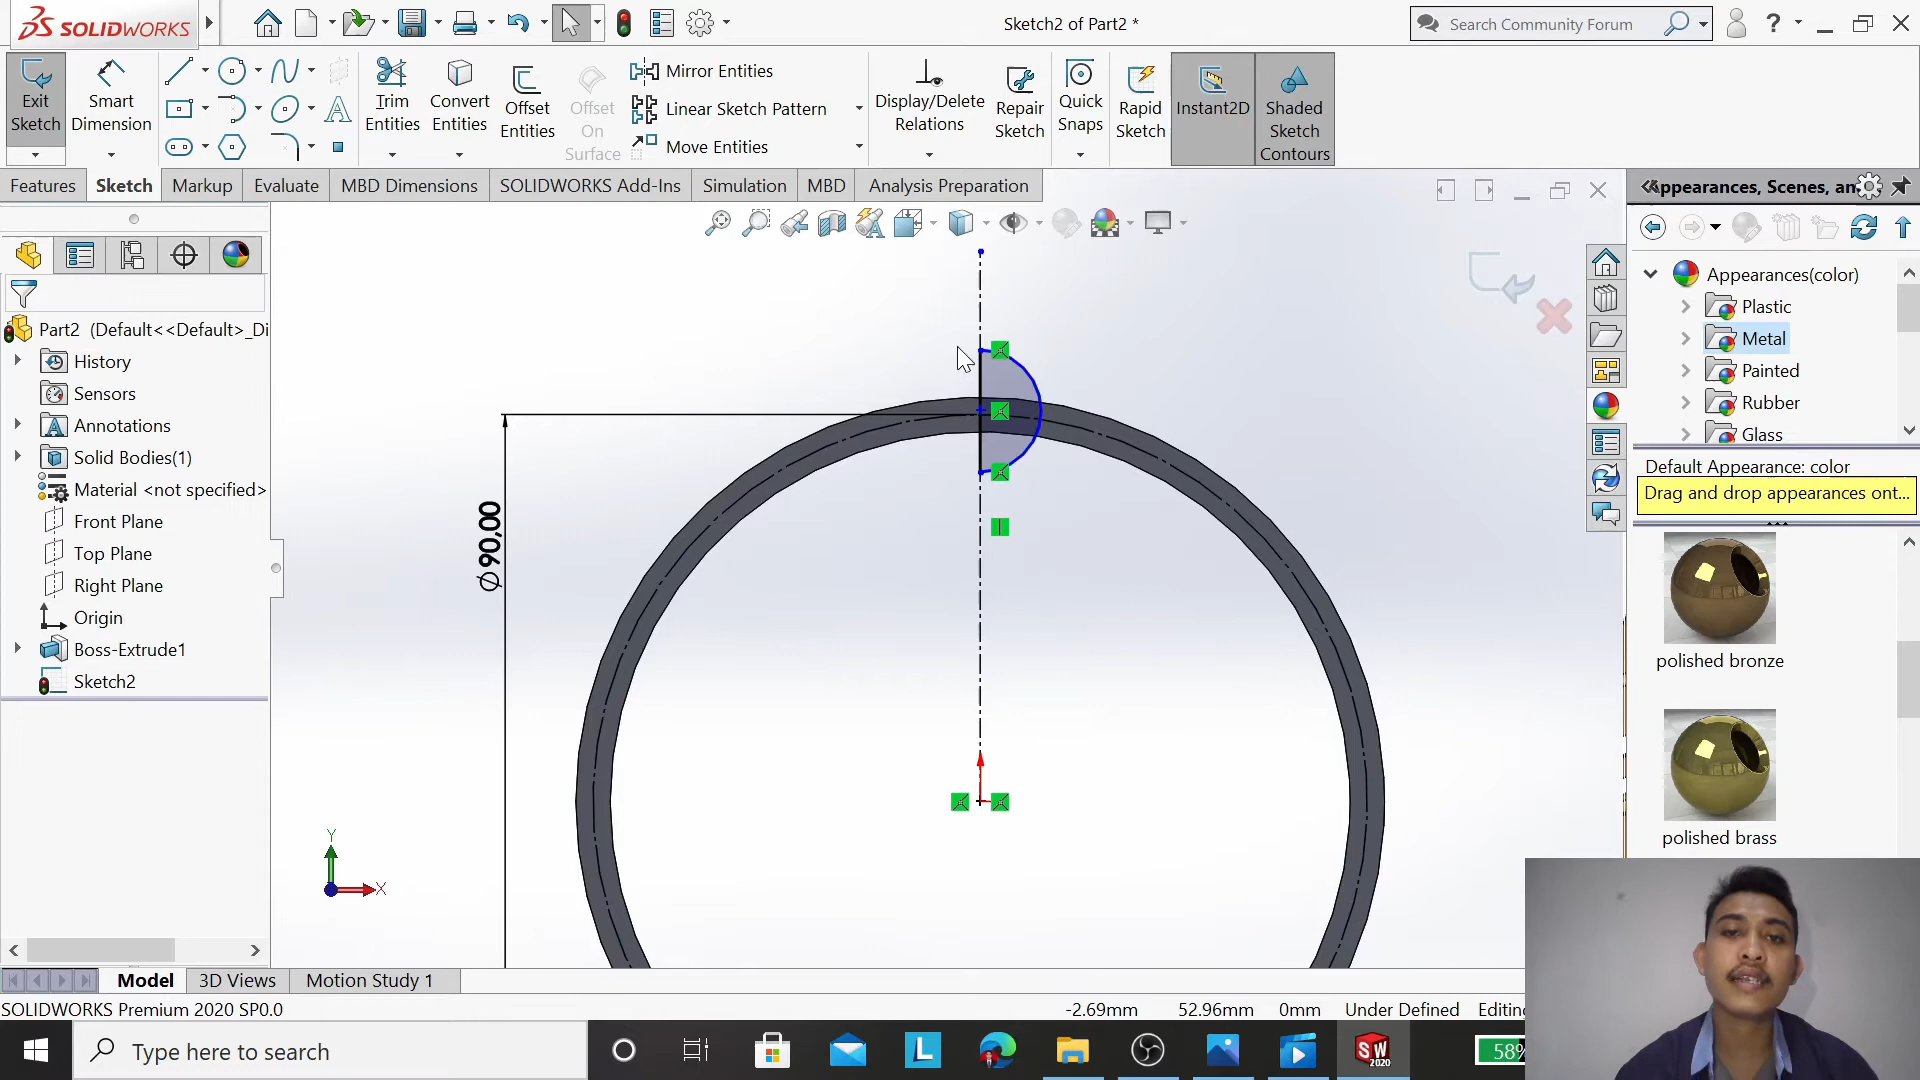 SOLIDWORKS
Sketch2 of Part2 *
Search Community Forum
?
Exit Sketch
Smart Dimension
Trim Entities
Convert Entities
Offset Entities
Offset On Surface
Mirror Entities
Linear Sketch Pattern
Move Entities
Display/Delete Relations
Repair Sketch
Quick Snaps
Rapid Sketch
Instant2D
Shaded Sketch Contours
Features
Sketch
Markup
Evaluate
MBD Dimensions
SOLIDWORKS Add-Ins
Simulation
MBD
Analysis Preparation
Appearances, Scenes, an
Part2 (Default<<Default>_Di
History
Sensors
Annotations
Solid Bodies(1)
Material <not specified>
Front Plane
Top Plane
Right Plane
Origin
Boss-Extrude1
Sketch2
Ø90,00
Y
X
Appearances(color)
Plastic
Metal
Painted
Rubber
Glass
Default Appearance: color
Drag and drop appearances ont...
polished bronze
polished brass
Model
3D Views
Motion Study 1
SOLIDWORKS Premium 2020 SP0.0
-2.69mm
52.96mm
0mm
Under Defined
Editing
Type here to search
L
SW
2020
58%